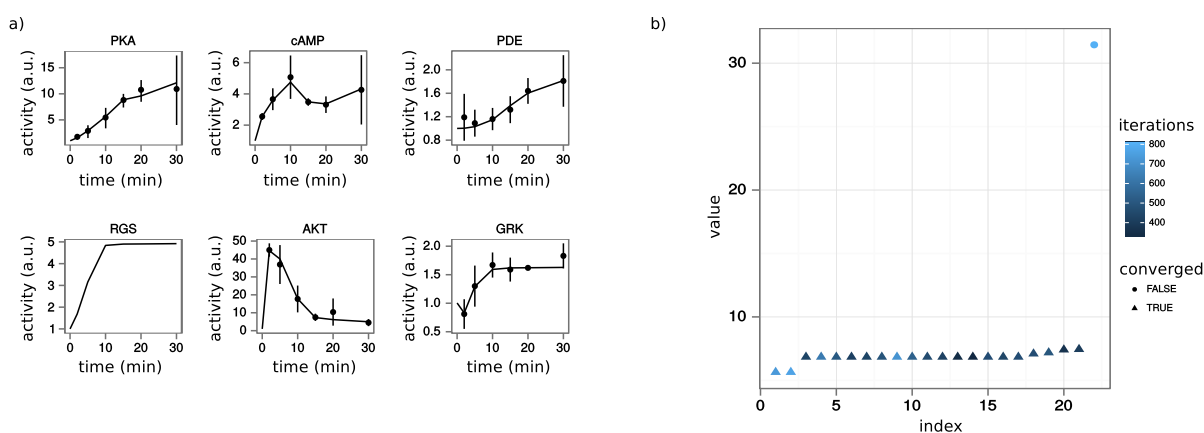 a)
PKA
cAMP
PDE
activity (a.u.)
15
10
5
0 10 20 30
time (min)
activity (a.u.)
6
4
2
0 10 20 30
time (min)
activity (a.u.)
2.0
1.6
1.2
0.8
0 10 20 30
time (min)
RGS
AKT
GRK
activity (a.u.)
5
4
3
2
1
0 10 20 30
time (min)
activity (a.u.)
50
40
30
20
10
0
0 10 20 30
time (min)
activity (a.u.)
2.0
1.5
1.0
0.5
0 10 20 30
time (min)
b)
value
30
20
10
0 5 10 15 20
index
iterations
800
600
500
400
converged
FALSE
TRUE